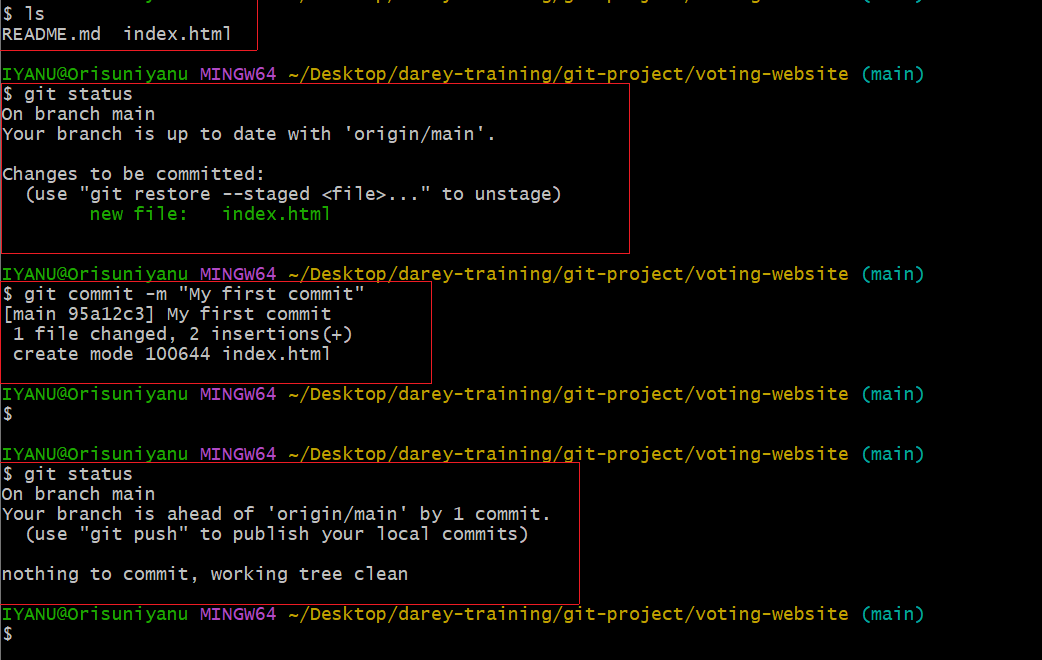 $ ls
README.md  index.html
IYANU@Orisuniyanu MINGW64 ~/Desktop/darey-training/git-project/voting-website (main)
$ git status
On branch main
Your branch is up to date with 'origin/main'.
Changes to be committed:
  (use "git restore --staged <file>..." to unstage)
        new file:   index.html
IYANU@Orisuniyanu MINGW64 ~/Desktop/darey-training/git-project/voting-website (main)
$ git commit -m "My first commit"
[main 95a12c3] My first commit
 1 file changed, 2 insertions(+)
 create mode 100644 index.html
IYANU@Orisuniyanu MINGW64 ~/Desktop/darey-training/git-project/voting-website (main)
$
IYANU@Orisuniyanu MINGW64 ~/Desktop/darey-training/git-project/voting-website (main)
$ git status
On branch main
Your branch is ahead of 'origin/main' by 1 commit.
  (use "git push" to publish your local commits)
nothing to commit, working tree clean
IYANU@Orisuniyanu MINGW64 ~/Desktop/darey-training/git-project/voting-website (main)
$